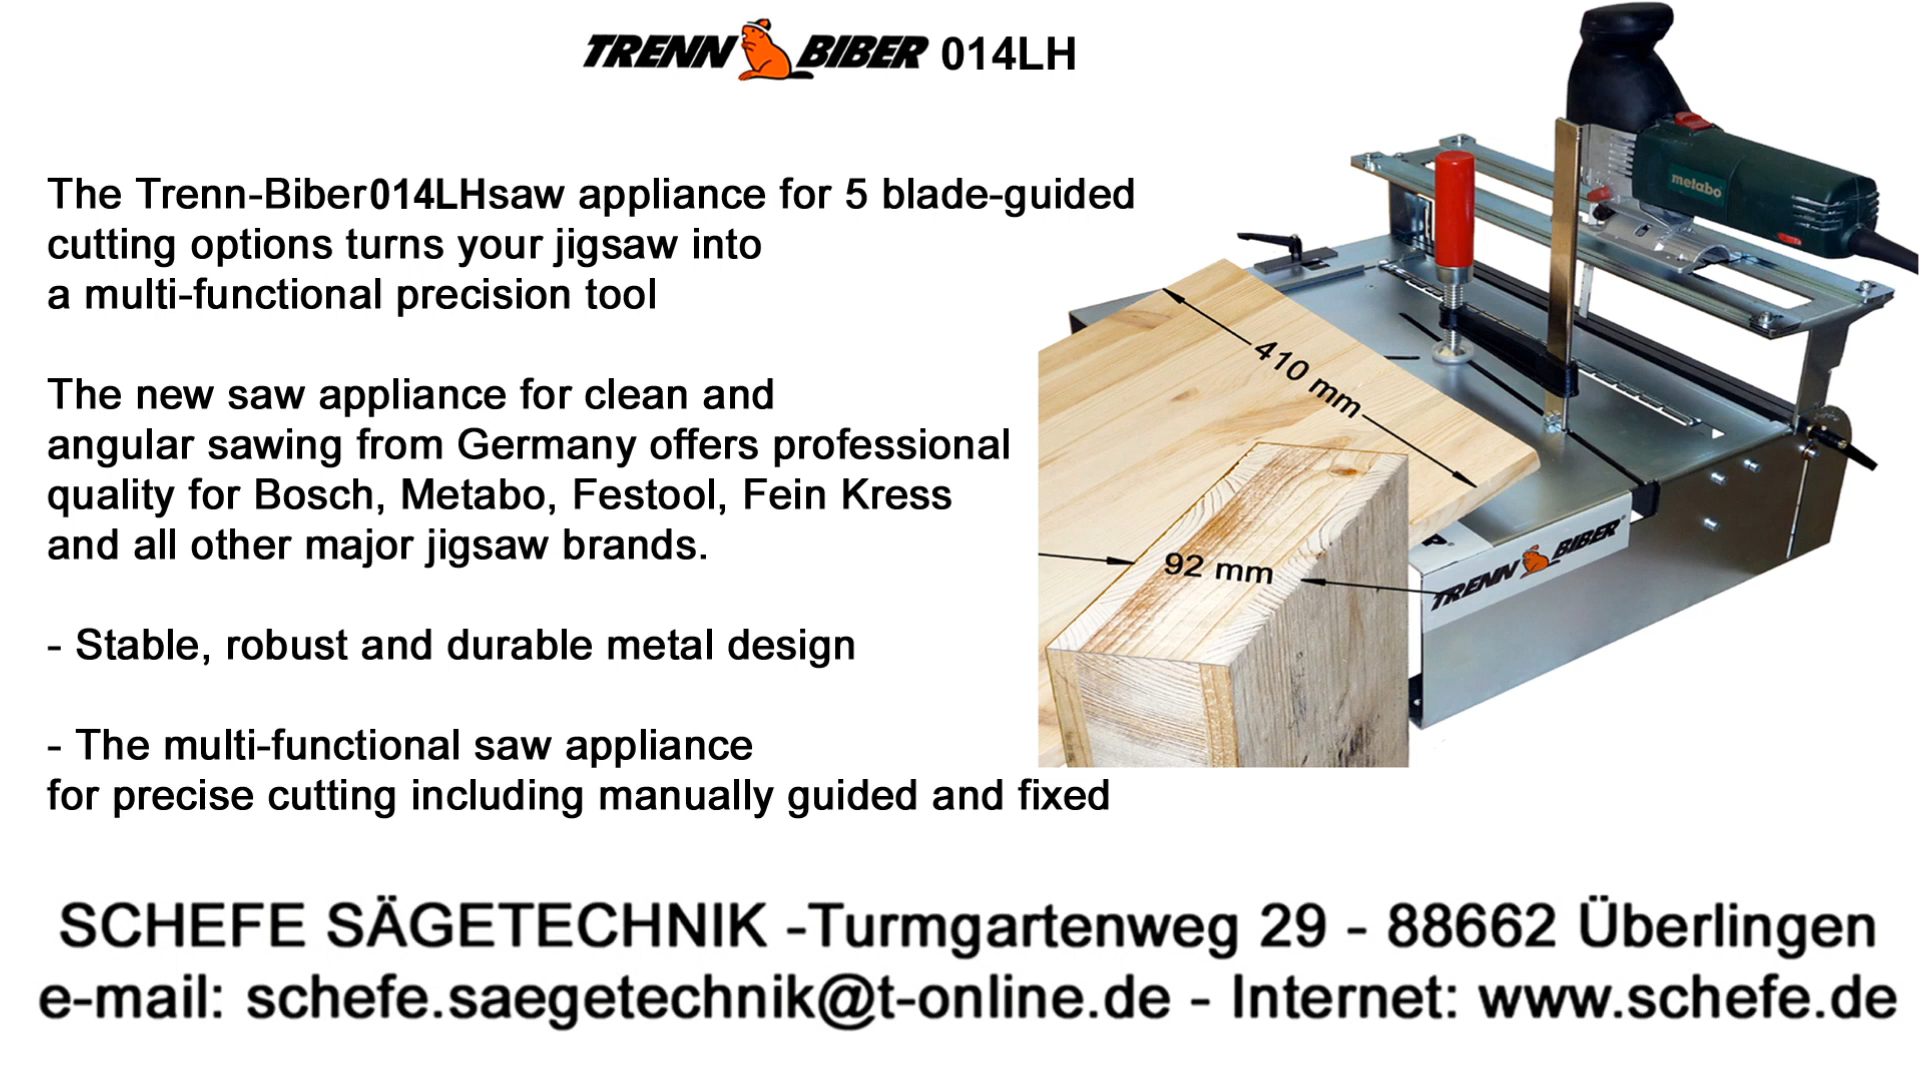 TRENN BIBER 014LH
The Trenn-Biber014LHsaw appliance for 5 blade-guided
cutting options turns your jigsaw into
a multi-functional precision tool
The new saw appliance for clean and
angular sawing from Germany offers professional
quality for Bosch, Metabo, Festool, Fein Kress
and all other major jigsaw brands.
- Stable, robust and durable metal design
- The multi-functional saw appliance
for precise cutting including manually guided and fixed
metabo
410 mm
92 mm
P®
TRENN BIBER®
SCHEFE SÄGETECHNIK -Turmgartenweg 29 - 88662 Überlingen
e-mail: schefe.saegetechnik@t-online.de - Internet: www.schefe.de